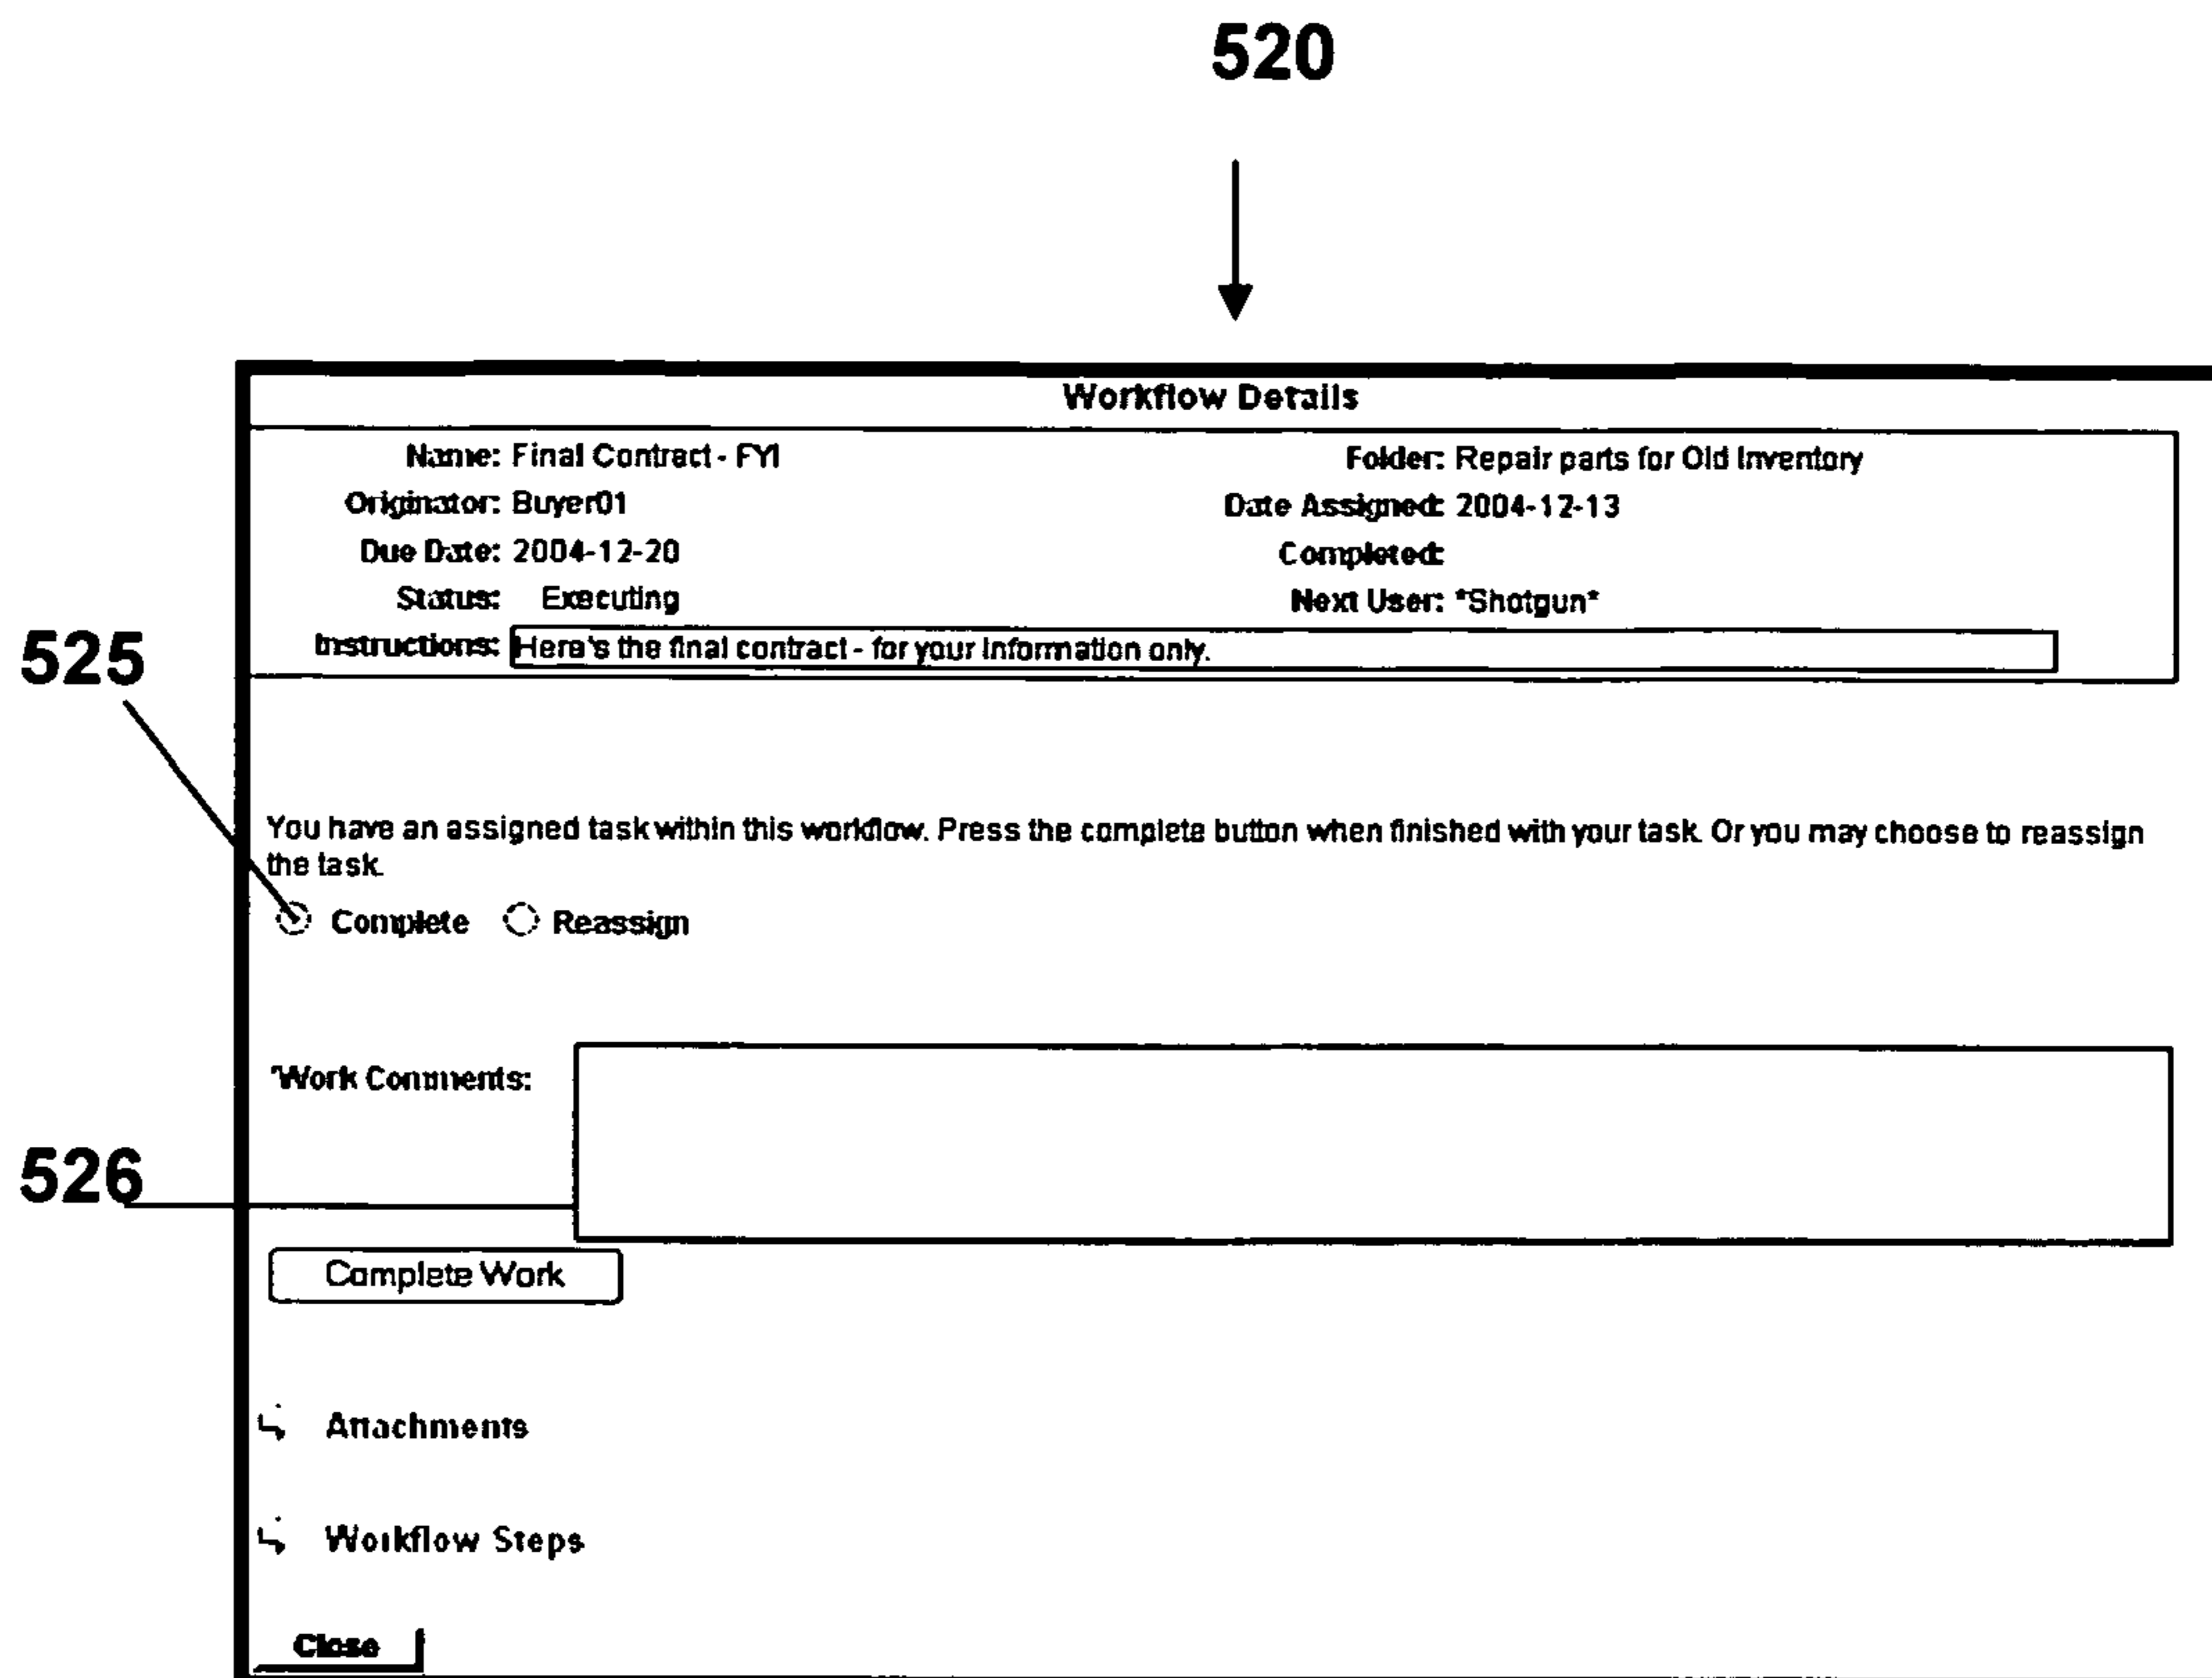 520
Workflow Details
Name: Final Contract - FYI Folder: Repair parts for Old Inventory
Originator: Buyer01 Date Assigned: 2004-12-13
Due Date: 2004-12-20 Completed:
Status: Executing Next User: *Shotgun*
525
Instructions: Here's the final contract - for your information only.
You have an assigned task within this workflow. Press the complete button when finished with your task. Or you may choose to reassign
the task.
Complete Reassign
Work Comments:
526
Complete Work
Attachments
Workflow Steps
Close